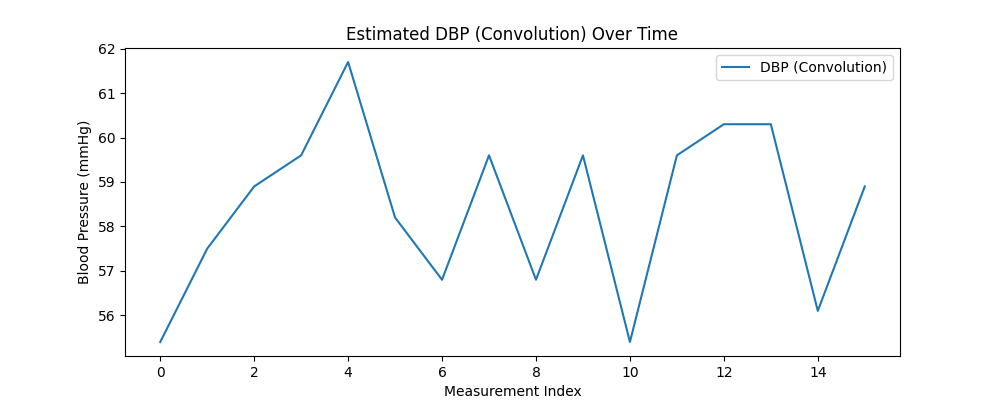 Estimated DBP (Convolution) Over Time
DBP (Convolution)
Blood Pressure (mmHg)
62
61
60
59
58
57
56
0 2 4 6 8 10 12 14
Measurement Index